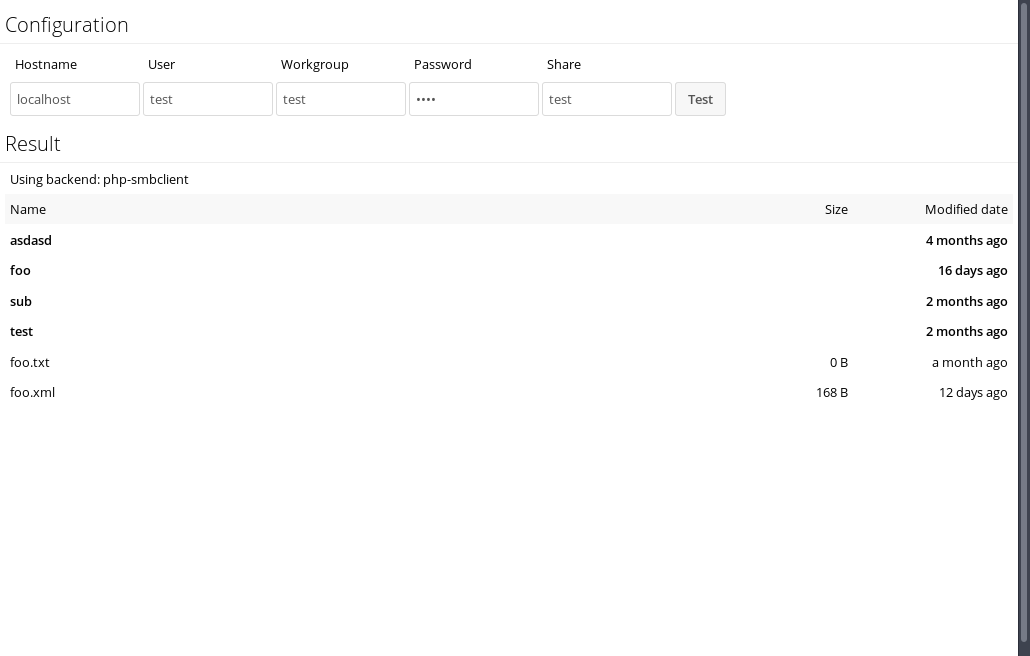 Configuration
Hostname User Workgroup Password Share
localhost test test •••• test Test
Result
Using backend: php-smbclient
Name Size Modified date
asdasd 4 months ago
foo 16 days ago
sub 2 months ago
test 2 months ago
foo.txt 0 B a month ago
foo.xml 168 B 12 days ago